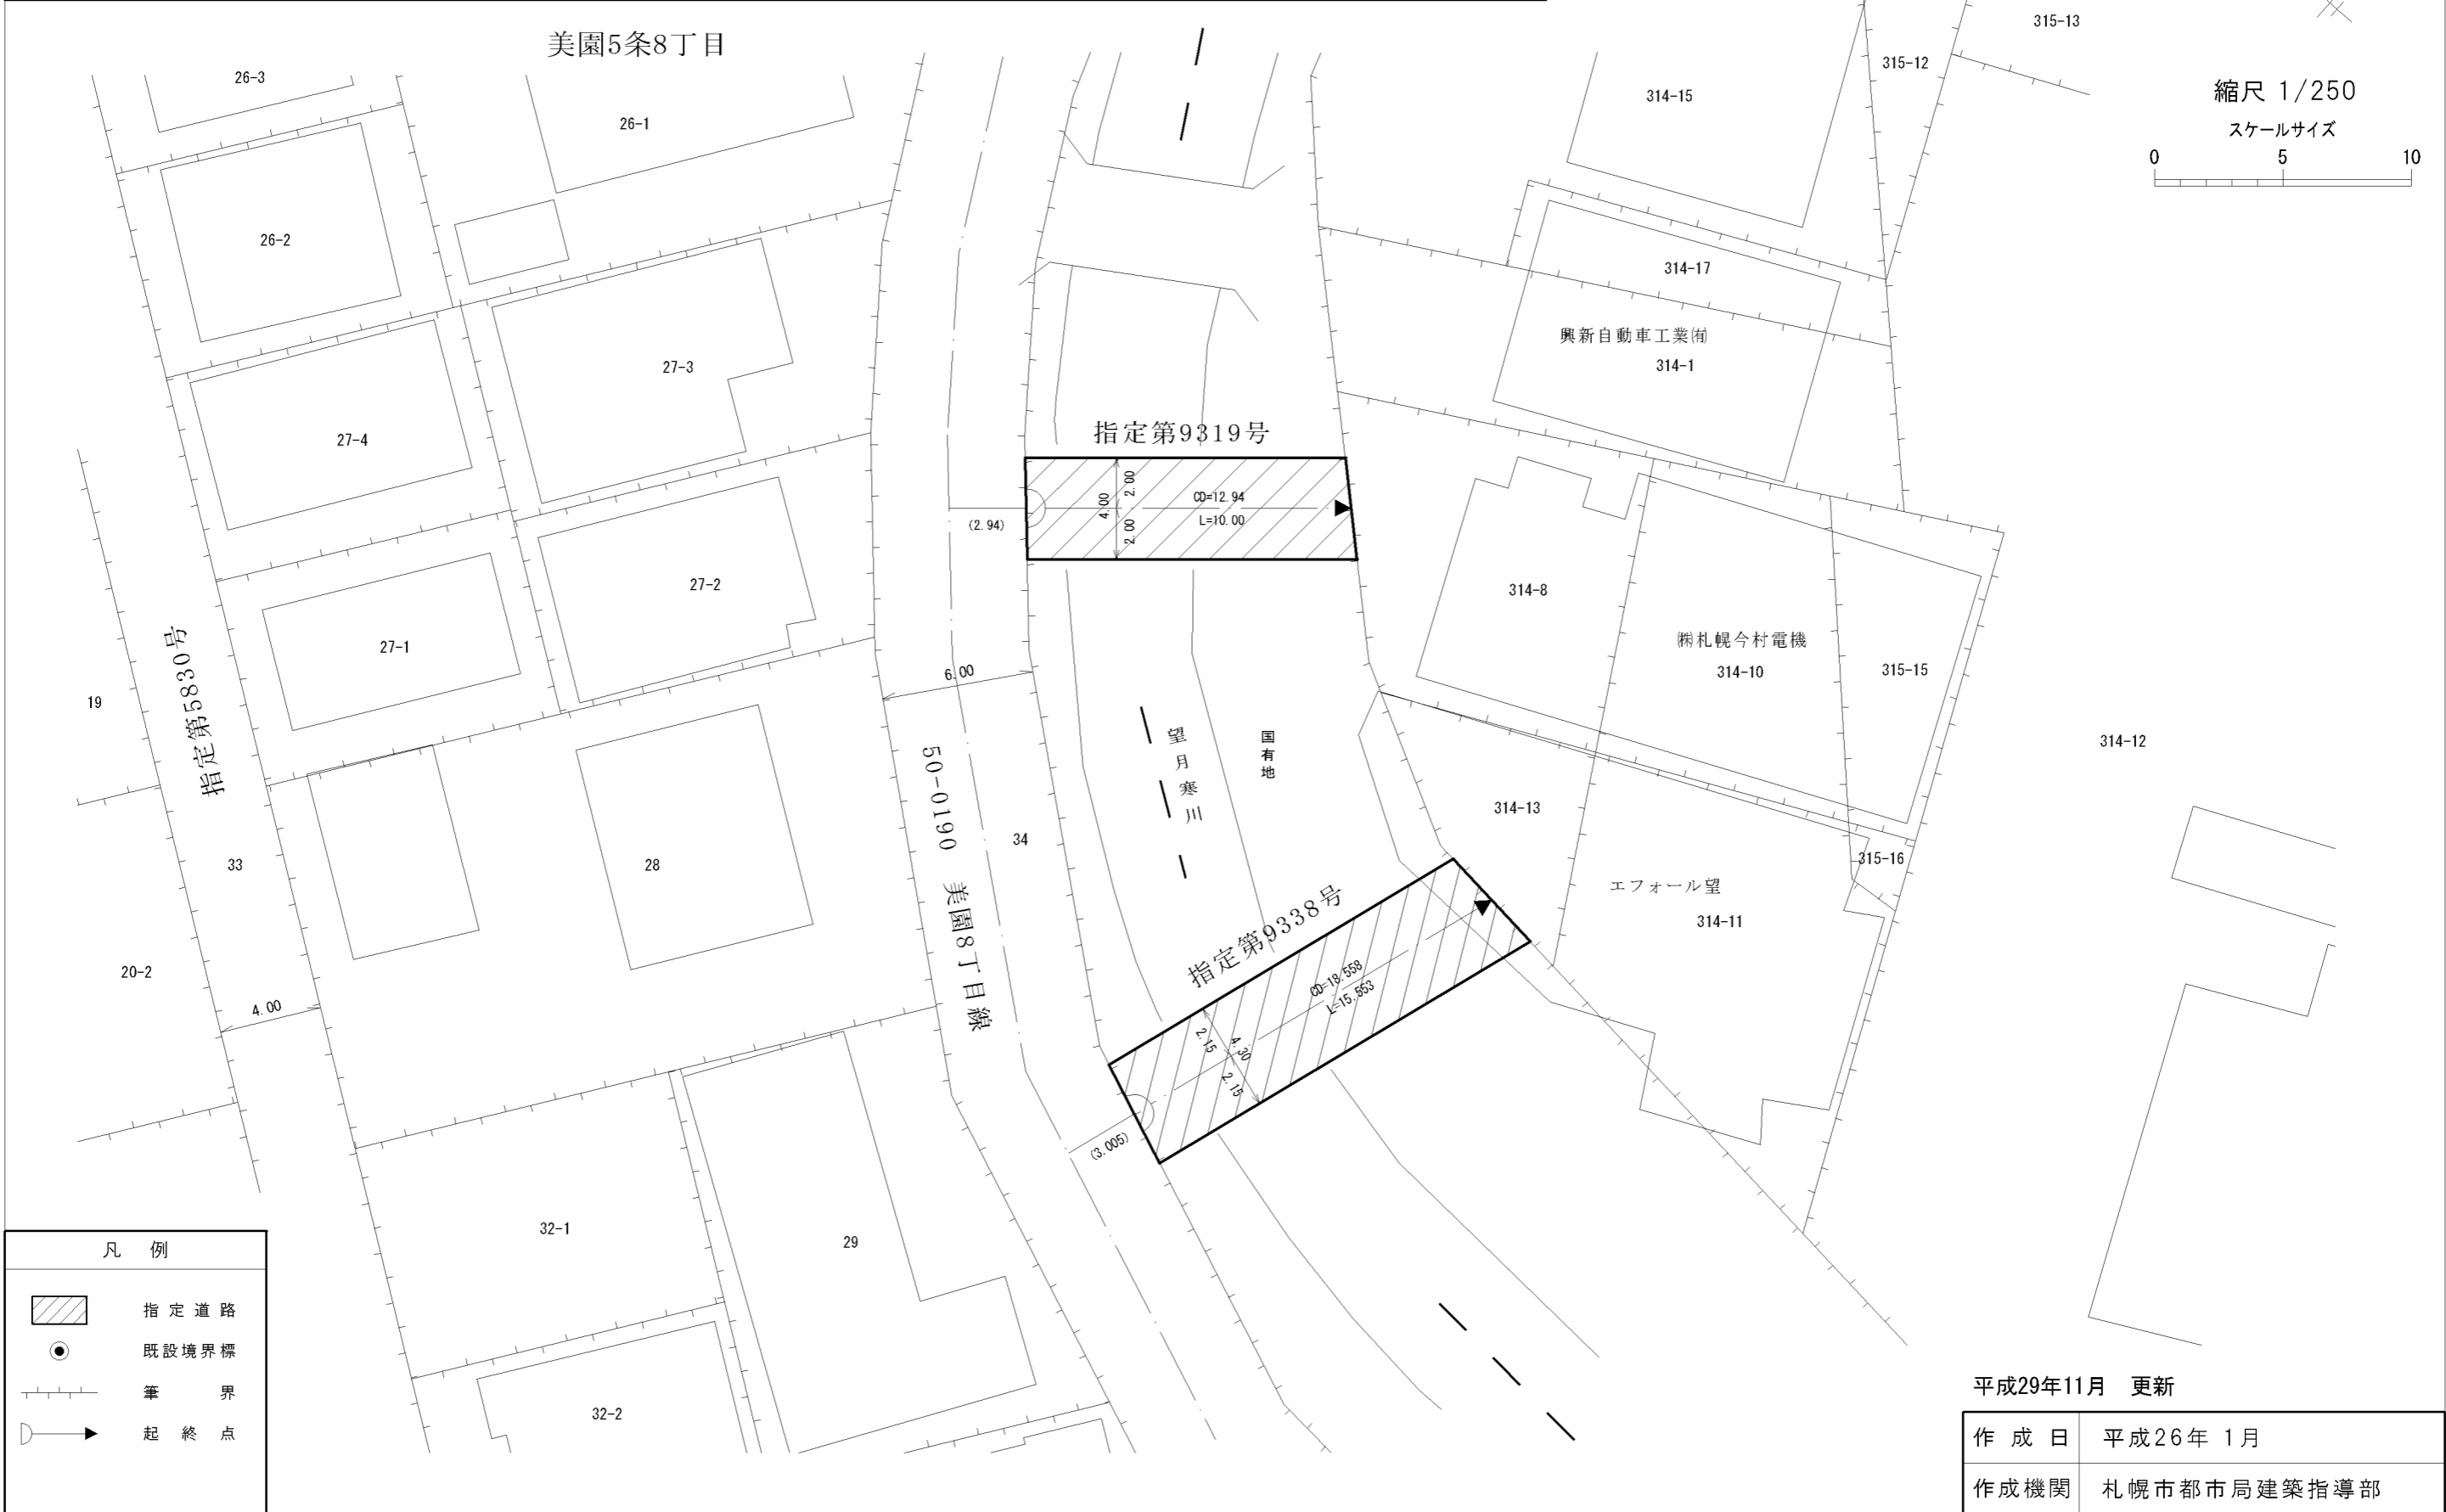 美園5条8丁目
315-13
26-3
315-12
314-15
縮尺 1/250
26-1
スケールサイズ
0 5 10
26-2
314-17
興新自動車工業㈲
314-1
27-3
27-4
指定第9319号
4.00
2.00
2.00
CD=12.94
L=10.00
(2.94)
314-8
27-2
27-1
㈱札幌今村電機
314-10
315-15
指定第5830号
19
6.00
望月寒川
国有地
314-12
50-0190 美園8丁目線
34
314-13
33
28
315-16
エフォール望
314-11
指定第9338号
CD=18.558
L=15.553
20-2
4.00
2.15
4.30
2.15
(3.005)
32-1
29
32-2
凡 例
指定道路
既設境界標
筆 界
起 終 点
平成29年11月 更新
作成日 平成26年 1月
作成機関 札幌市都市局建築指導部